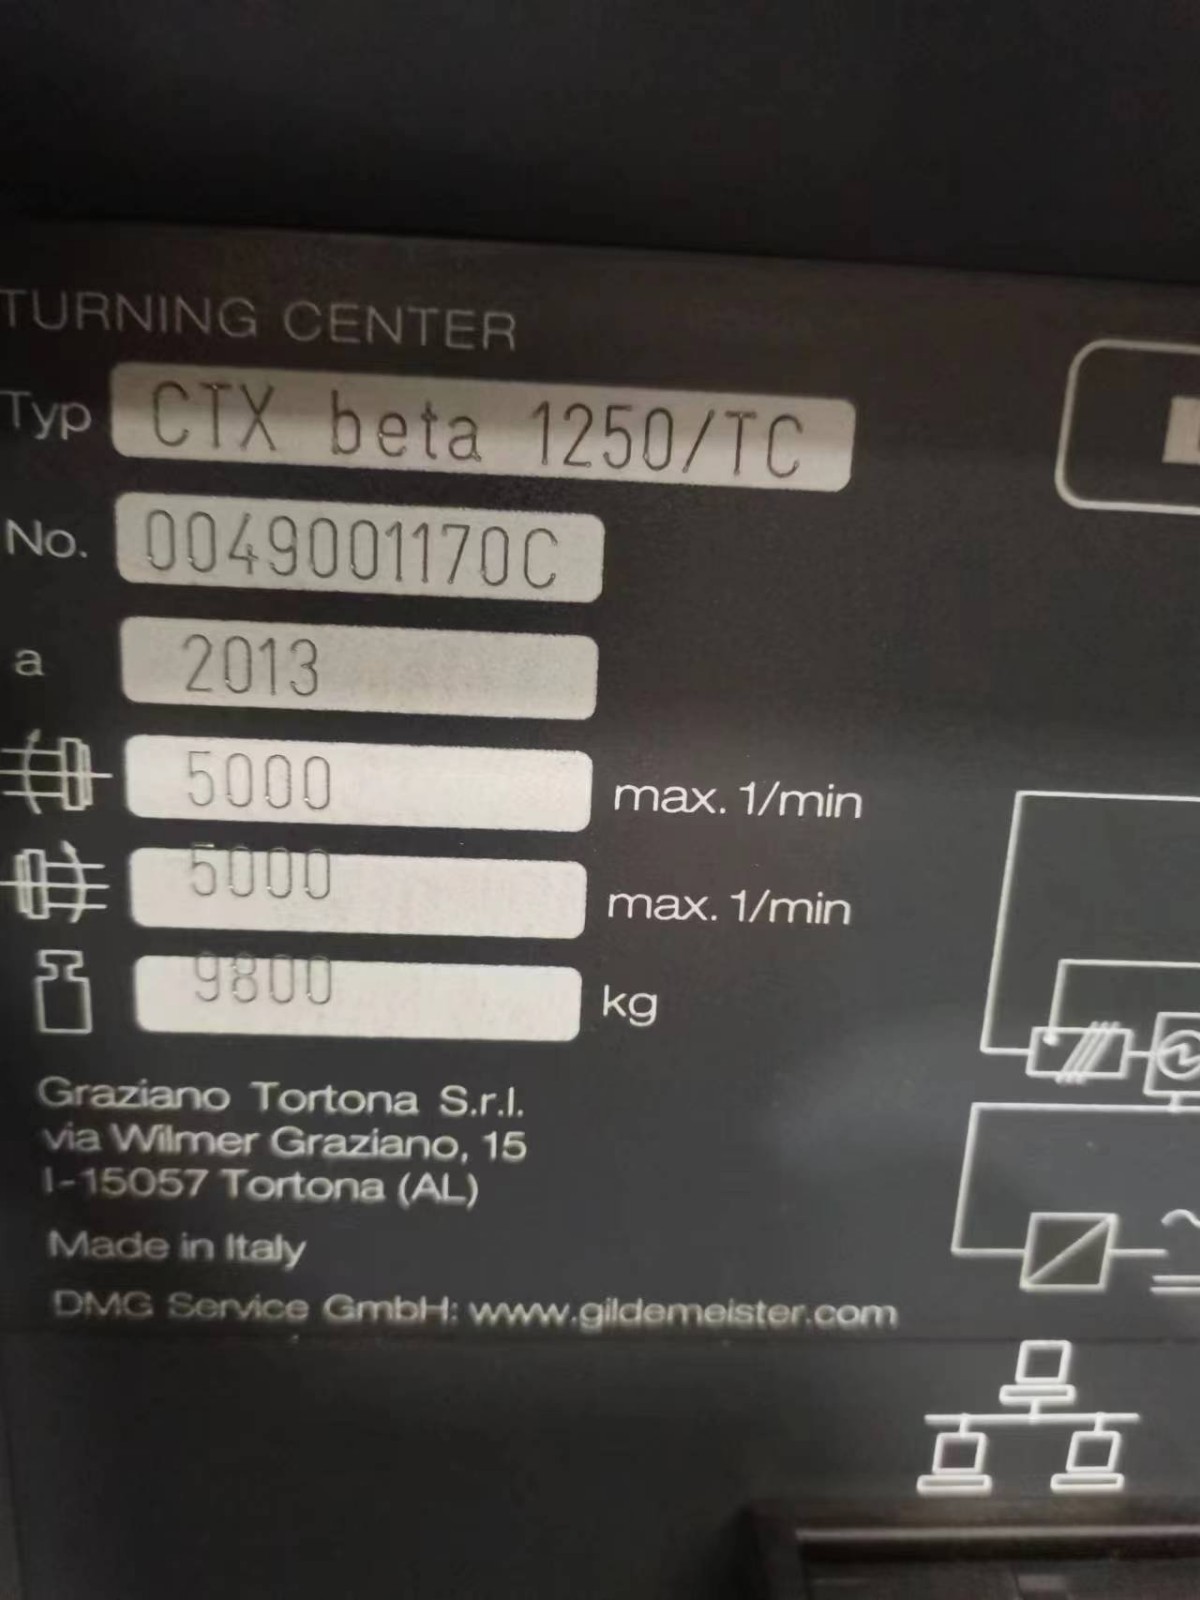 TURNING CENTER
Typ CTX beta 1250/TC
No. 0049001170C
a 2013
5000 max. 1/min
5000 max. 1/min
9800 kg
Graziano Tortona S.r.l.
via Wilmer Graziano, 15
I-15057 Tortona (AL)
Made in Italy
DMG Service GmbH: www.gildemeister.com